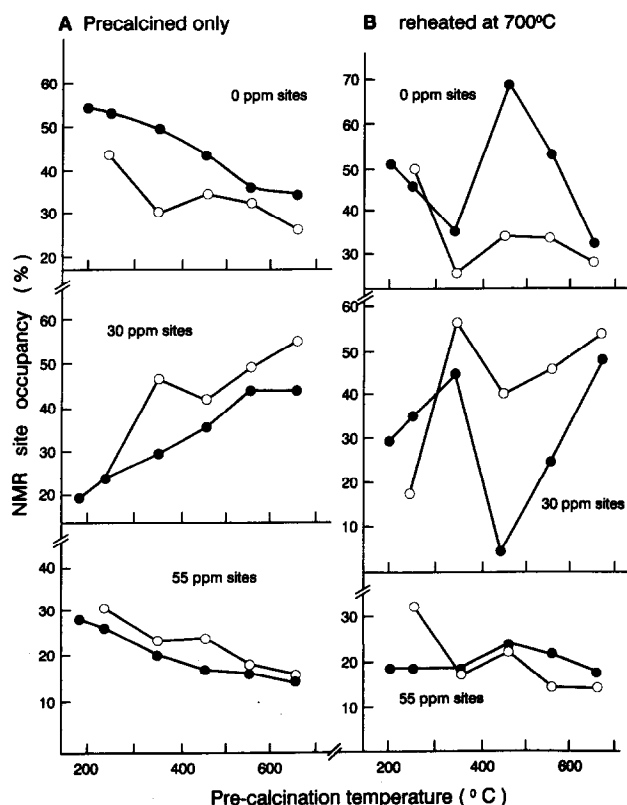 A Precalcined only
B reheated at 700ºC
60
50
40
30
20
0 ppm sites
70
60
50
40
30
0 ppm sites
NMR site occupancy (%)
60
50
40
30
20
30 ppm sites
60
50
40
30
20
10
30 ppm sites
40
30
20
10
55 ppm sites
30
20
10
55 ppm sites
200 400 600
200 400 600
Pre-calcination temperature (ºC)